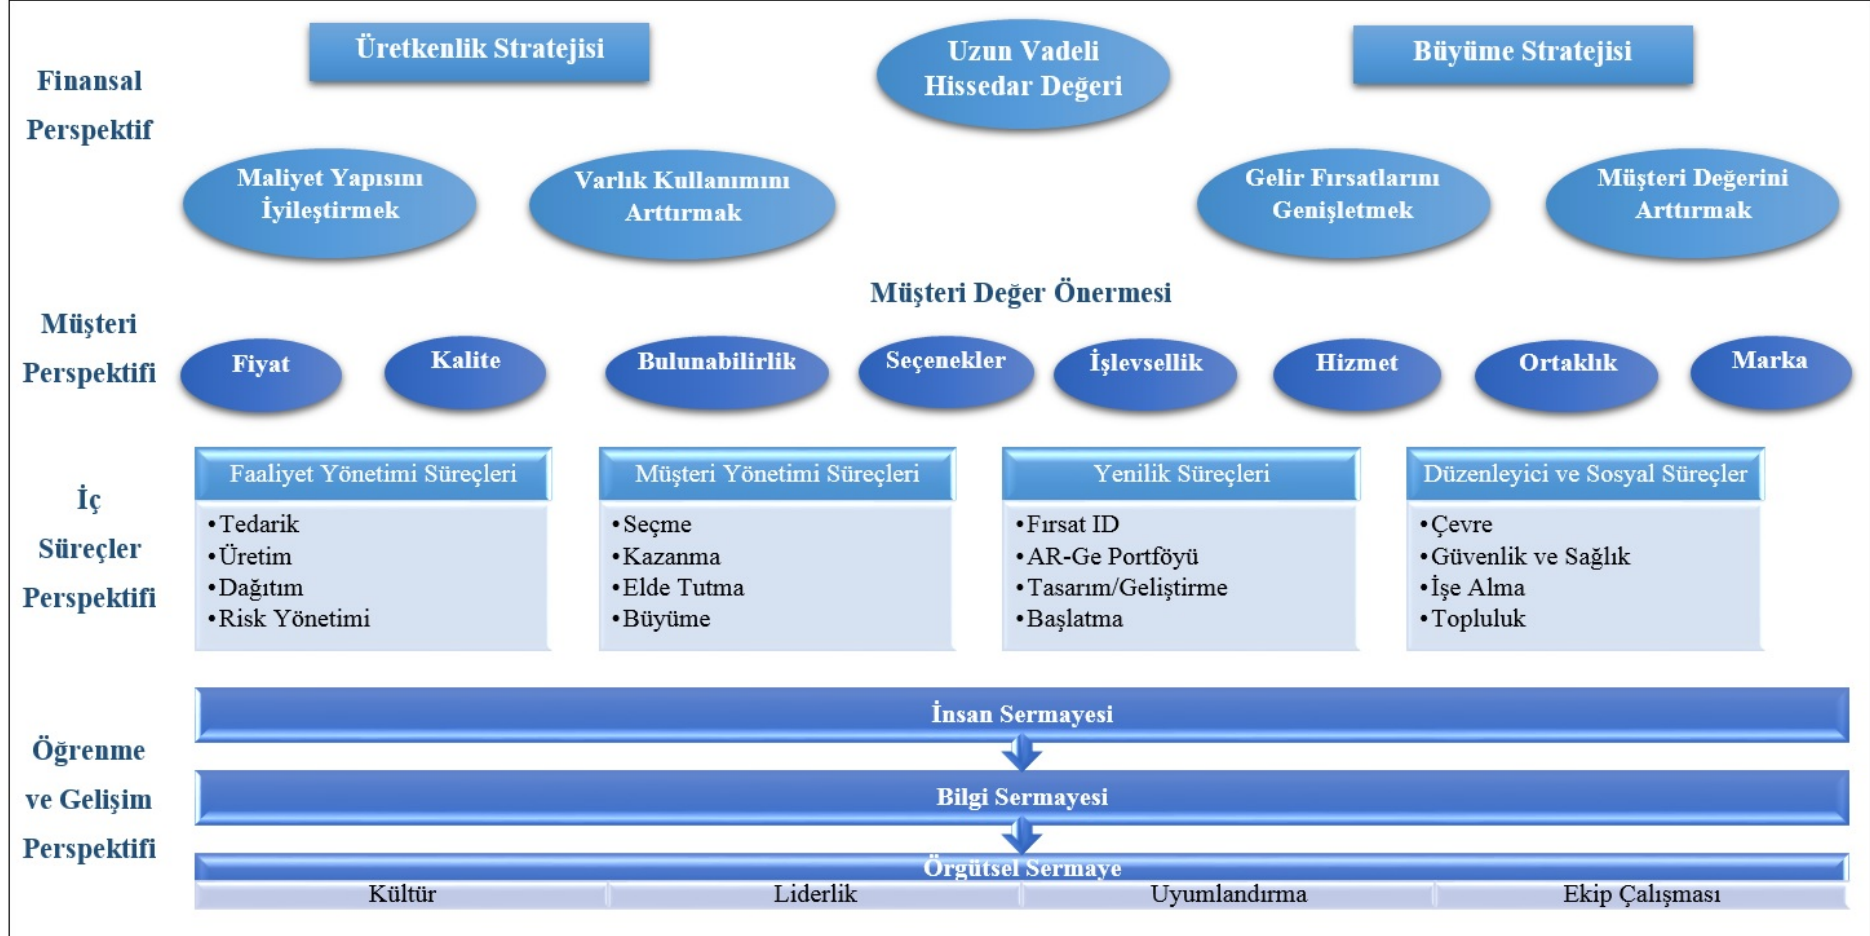 Finansal
Perspektif
Üretkenlik Stratejisi
Uzun Vadeli
Hissedar Değeri
Büyüme Stratejisi
Maliyet Yapısını
İyileştirmek
Varlık Kullanımını
Arttırmak
Gelir Fırsatlarını
Genişletmek
Müşteri Değerini
Arttırmak
Müşteri
Perspektifi
Müşteri Değer Önermesi
Fiyat
Kalite
Bulunabilirlik
Seçenekler
İşlevsellik
Hizmet
Ortaklık
Marka
İç
Süreçler
Perspektifi
Faaliyet Yönetimi Süreçleri
•Tedarik
•Üretim
•Dağıtım
•Risk Yönetimi
Müşteri Yönetimi Süreçleri
•Seçme
•Kazanma
•Elde Tutma
•Büyüme
Yenilik Süreçleri
•Fırsat ID
•AR-Ge Portföyü
•Tasarım/Geliştirme
•Başlatma
Düzenleyici ve Sosyal Süreçler
•Çevre
•Güvenlik ve Sağlık
•İşe Alma
•Topluluk
Öğrenme
ve Gelişim
Perspektifi
İnsan Sermayesi
Bilgi Sermayesi
Örgütsel Sermaye
Kültür
Liderlik
Uyumlandırma
Ekip Çalışması